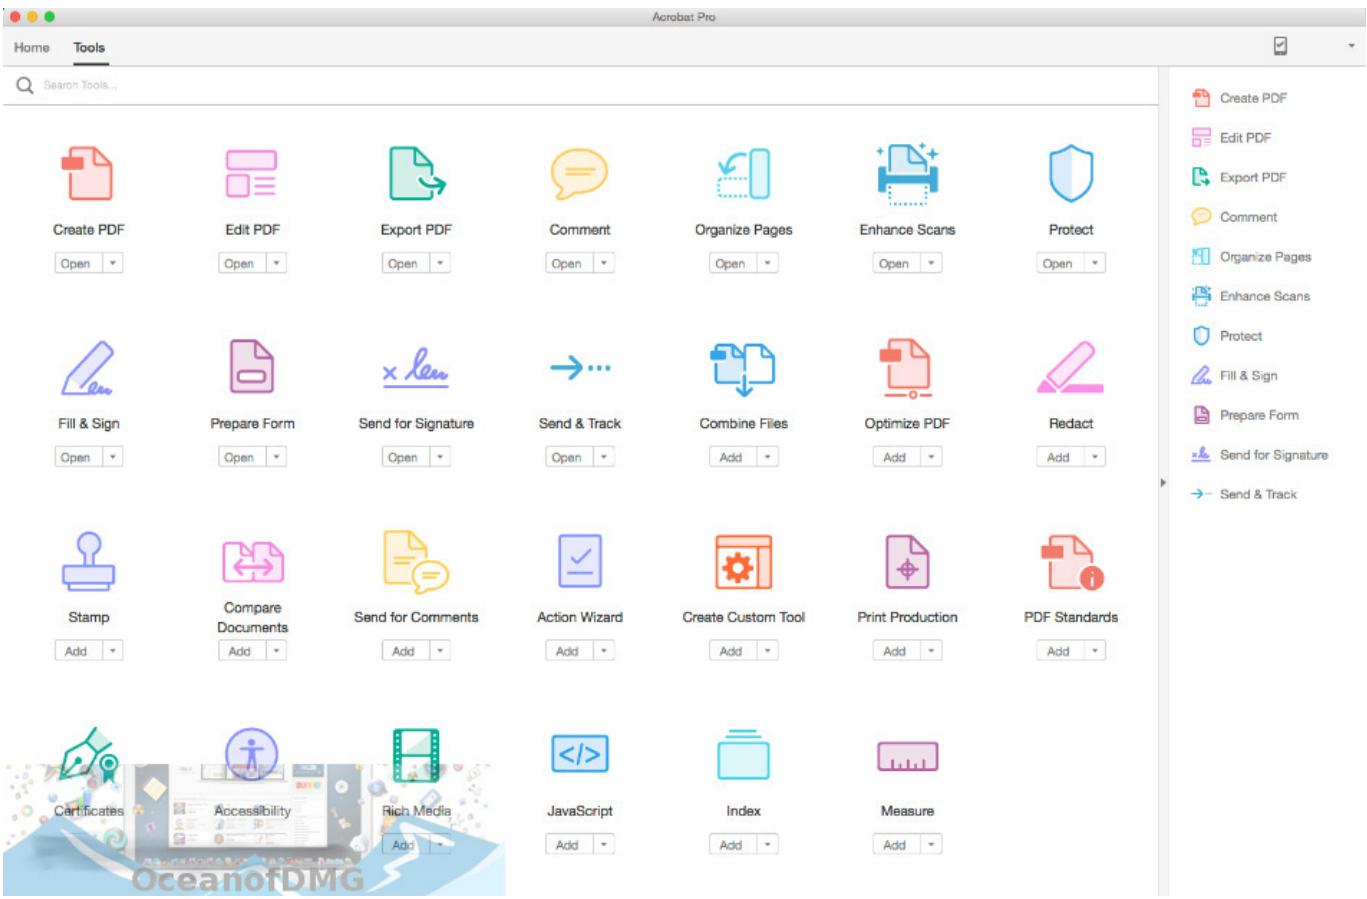 Acrobat Pro
Home Tools
Search Tools...
Create PDF Edit PDF Export PDF Comment Organize Pages Enhance Scans Protect
Open Open Open Open Open Open Open
Fill & Sign Prepare Form Send for Signature Send & Track Combine Files Optimize PDF Redact
Open Open Open Open Add Add Add
Stamp Compare Documents Send for Comments Action Wizard Create Custom Tool Print Production PDF Standards
Add Add Add Add Add Add Add
Certificates Accessibility Rich Media JavaScript Index Measure
Add Add Add Add
OceanofDMG
Create PDF
Edit PDF
Export PDF
Comment
Organize Pages
Enhance Scans
Protect
Fill & Sign
Prepare Form
Send for Signature
Send & Track